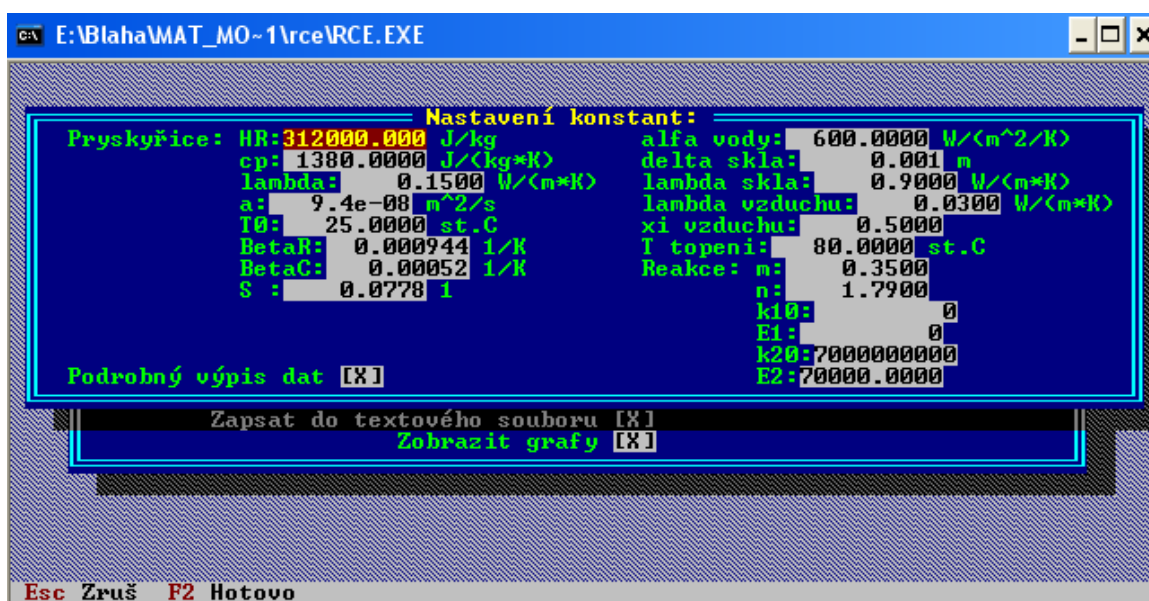 E:\Blaha\MAT_MO~1\rce\RCE.EXE
Nastavení konstant:
Pryskyřice: HR:312000.000 J/kg alfa vody: 600.0000 W/(m^2/K)
cp: 1380.0000 J/(kg*K) delta skla: 0.001 m
lambda: 0.1500 W/(m*K) lambda skla: 0.9000 W/(m*K)
a: 9.4e-08 m^2/s lambda vzduchu: 0.0300 W/(m*K)
T0: 25.0000 st.C xi vzduchu: 0.5000
BetaR: 0.000944 1/K T topeni: 80.0000 st.C
BetaC: 0.00052 1/K Reakce: m: 0.3500
S : 0.0778 1 n: 1.7900
k10: 0
E1: 0
k20:7000000000
Podrobný výpis dat [X] E2:70000.0000
Zapsat do textového souboru [X]
Zobrazit grafy [X]
Esc Zruš F2 Hotovo